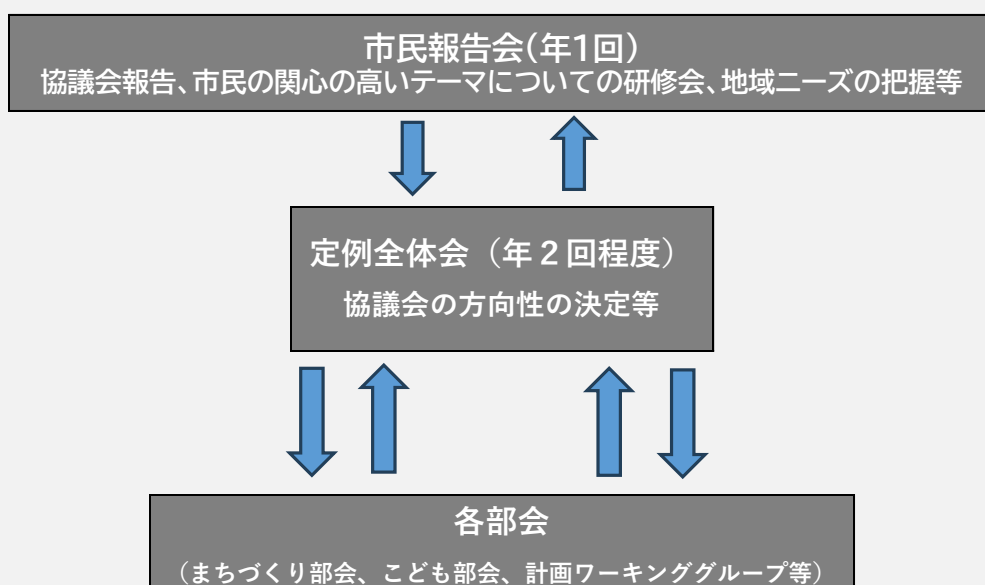 市民報告会(年1回)
協議会報告、市民の関心の高いテーマについての研修会、地域ニーズの把握等
定例全体会（年２回程度）
協議会の方向性の決定等
各部会
（まちづくり部会、こども部会、計画ワーキンググループ等）